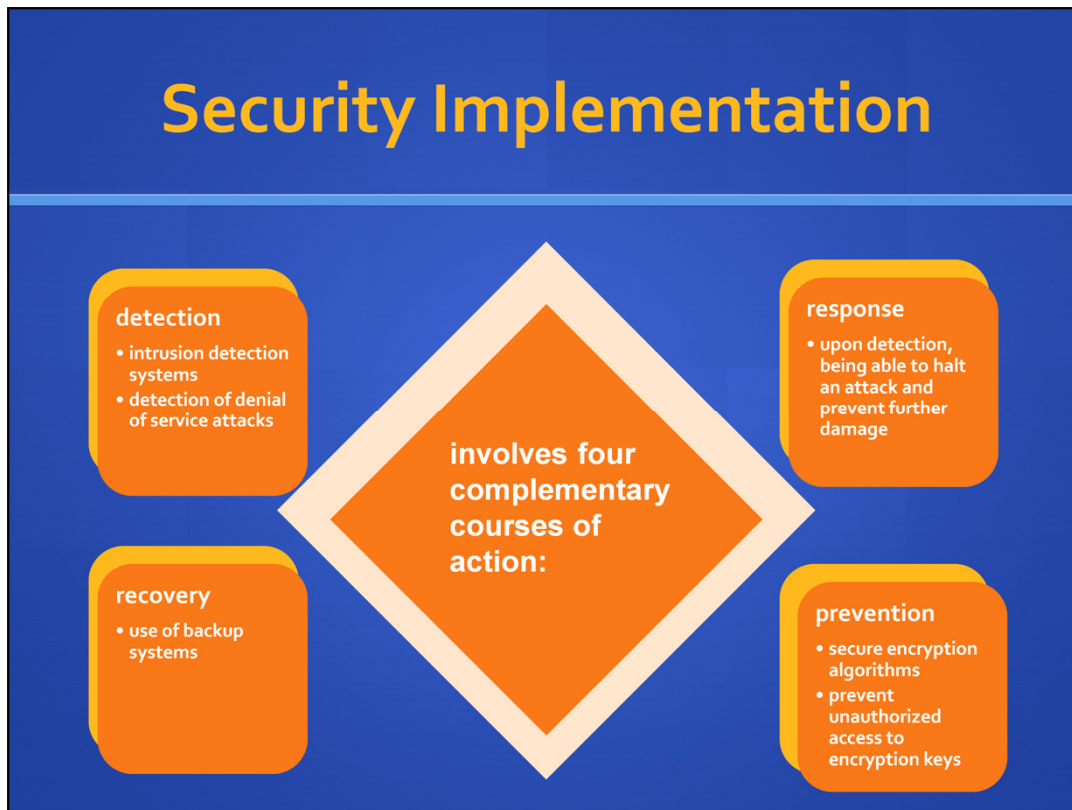 Security Implementation
detection
• intrusion detection
systems
• detection of denial
of service attacks
involves four
complementary
courses of
action:
response
• upon detection,
being able to halt
an attack and
prevent further
damage
recovery
• use of backup
systems
prevention
• secure encryption
algorithms
• prevent
unauthorized
access to
encryption keys